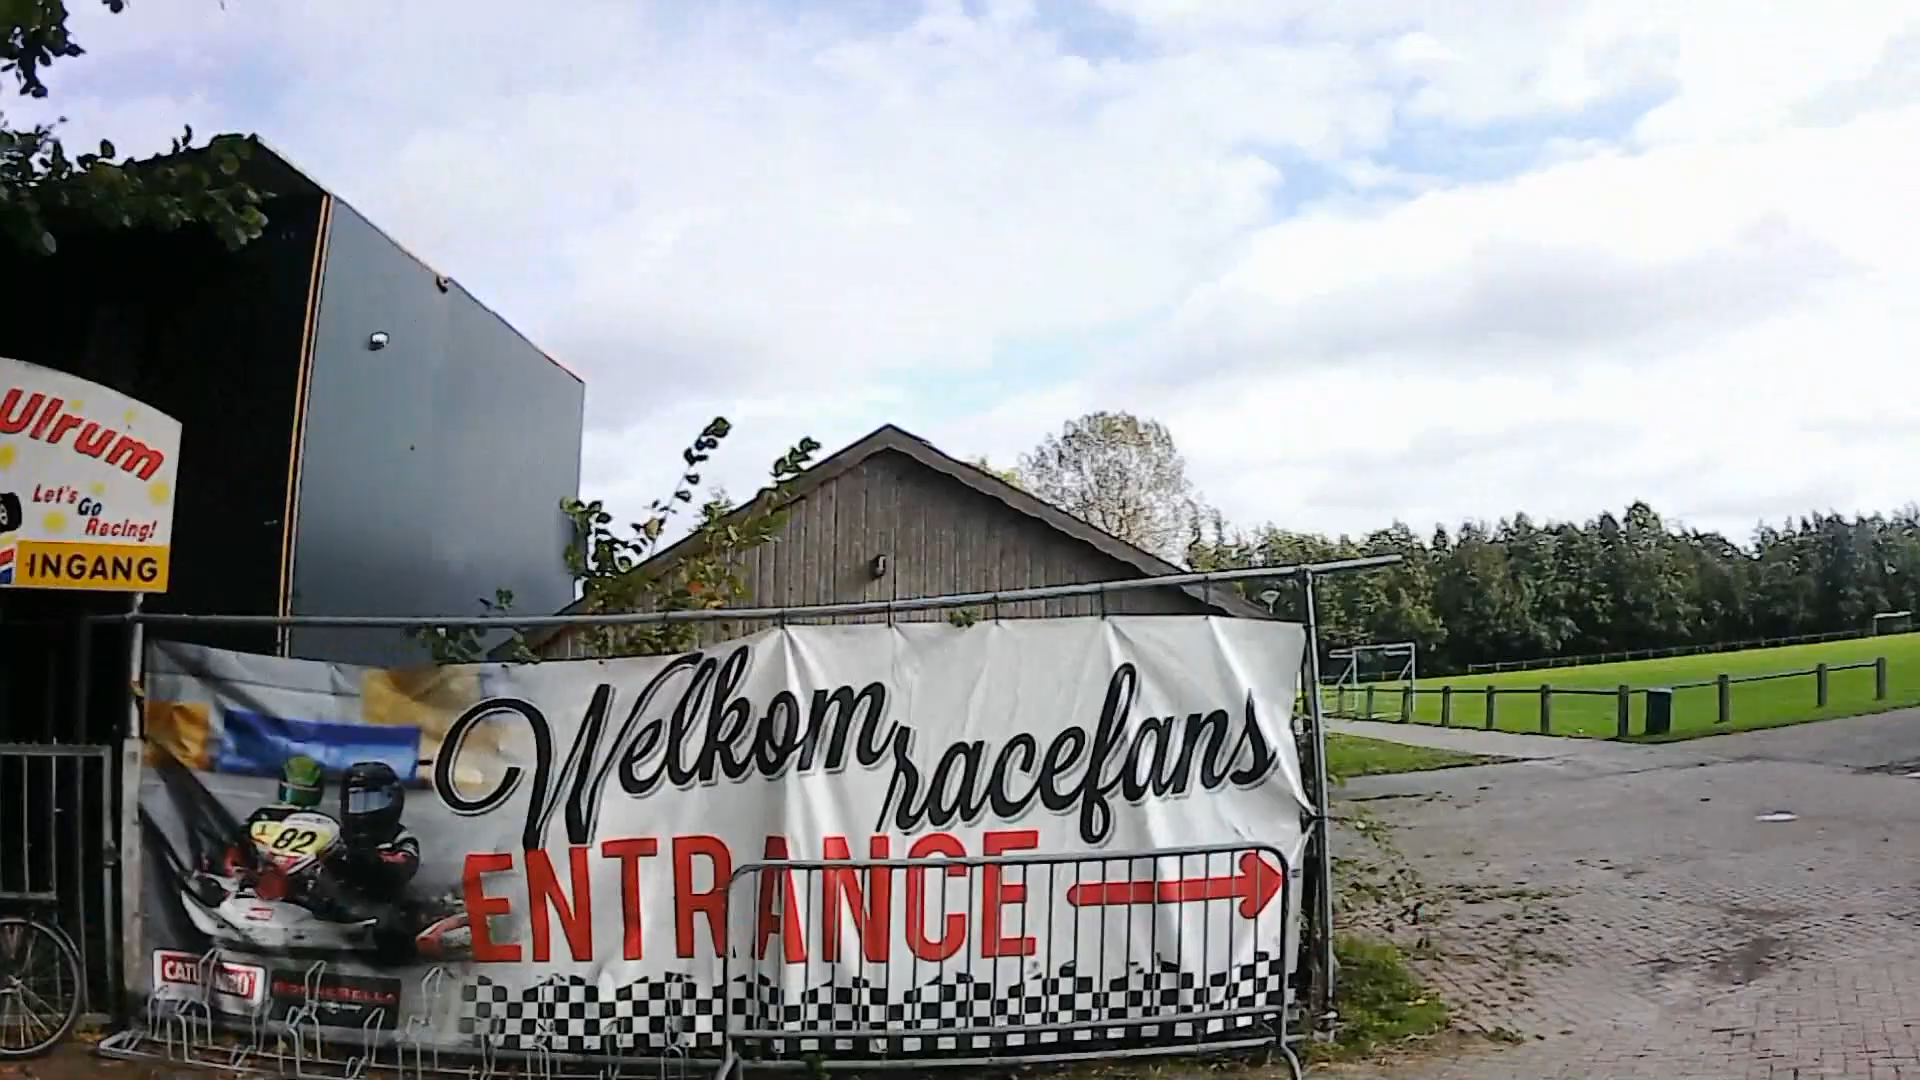 Ulrum
Let's
Go
Racing!
INGANG
Welkom
racefans
ENTRANCE
82